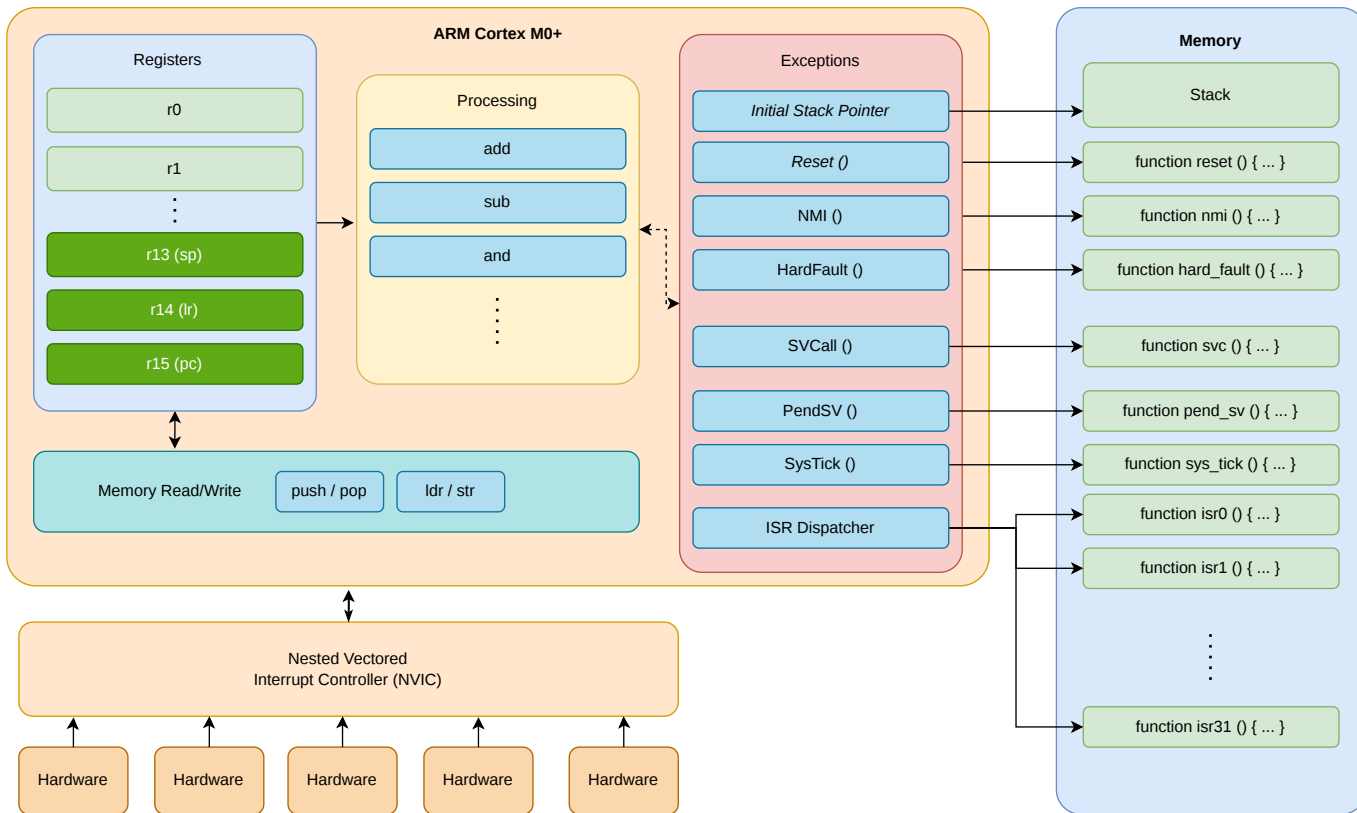 ARM Cortex M0+
Registers
r0
r1
r13 (sp)
r14 (lr)
r15 (pc)
Processing
add
sub
and
Memory Read/Write
push / pop
ldr / str
Exceptions
Initial Stack Pointer
Reset ()
NMI ()
HardFault ()
SVCall ()
PendSV ()
SysTick ()
ISR Dispatcher
Memory
Stack
function reset () { ... }
function nmi () { ... }
function hard_fault () { ... }
function svc () { ... }
function pend_sv () { ... }
function sys_tick () { ... }
function isr0 () { ... }
function isr1 () { ... }
function isr31 () { ... }
Nested Vectored
Interrupt Controller (NVIC)
Hardware
Hardware
Hardware
Hardware
Hardware